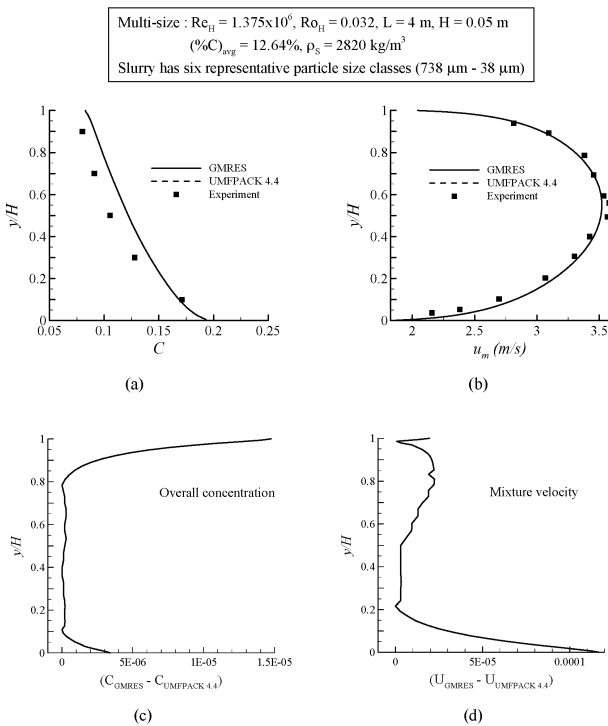 Multi-size : Re_H = 1.375x10^6, Ro_H = 0.032, L = 4 m, H = 0.05 m
(%C)_avg = 12.64%, ρ_S = 2820 kg/m^3
Slurry has six representative particle size classes (738 μm - 38 μm)
y/H
1
0.8
0.6
0.4
0.2
0
0.05
0.1
0.15
0.2
0.25
C
GMRES
UMFPACK 4.4
Experiment
(a)
y/H
1
0.8
0.6
0.4
0.2
0
2
2.5
3
3.5
u_m (m/s)
GMRES
UMFPACK 4.4
Experiment
(b)
y/H
1
0.8
0.6
0.4
0.2
0
0
5E-06
1E-05
1.5E-05
Overall concentration
(C_GMRES - C_UMFPACK 4.4)
(c)
y/H
1
0.8
0.6
0.4
0.2
0
0
5E-05
0.0001
Mixture velocity
(U_GMRES - U_UMFPACK 4.4)
(d)